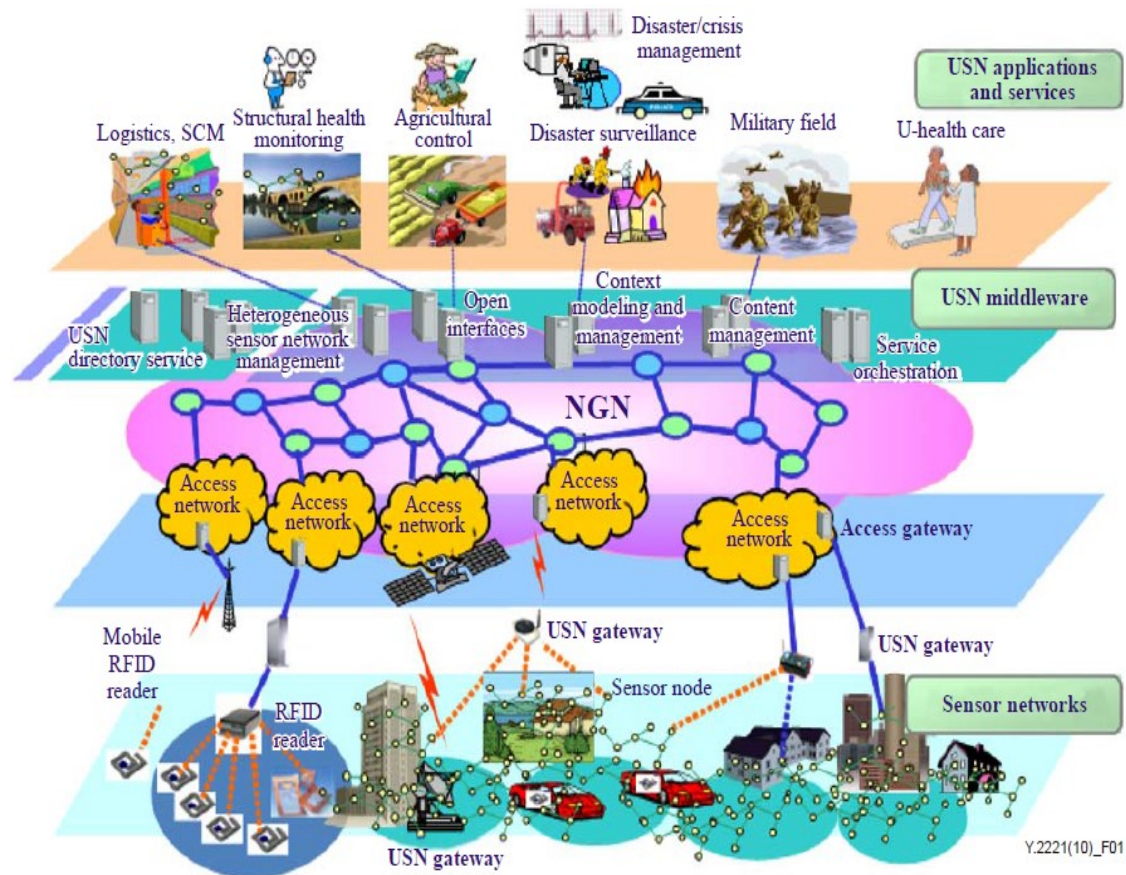 Disaster/crisis
management
USN applications
and services
Logistics, SCM
Structural health
monitoring
Agricultural
control
Disaster surveillance
Military field
U-health care
USN middleware
USN
directory service
Heterogeneous
sensor network
management
Open
interfaces
Context
modeling and
management
Content
management
Service
orchestration
NGN
Access
network
Access
network
Access
network
Access
network
Access
network
Access gateway
Mobile
RFID
reader
RFID
reader
USN gateway
Sensor node
USN gateway
Sensor networks
USN gateway
Y.2221(10)_F01